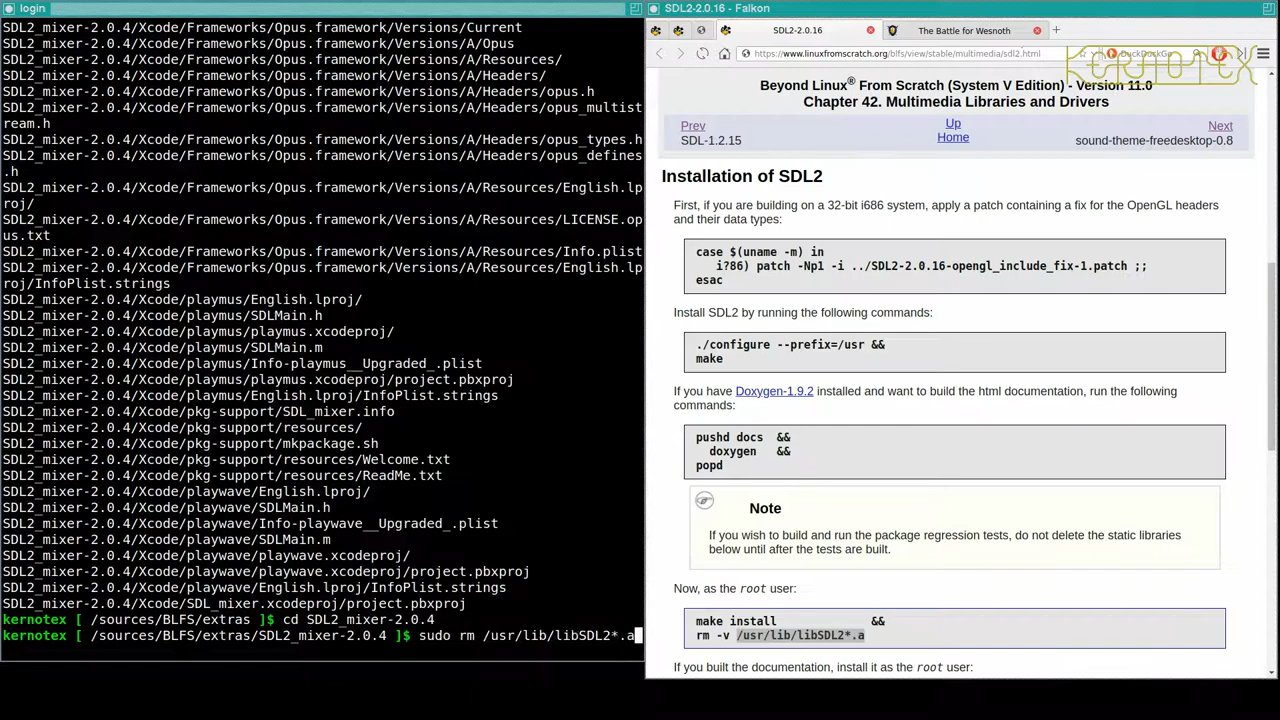 login
SDL2_mixer-2.0.4/Xcode/Frameworks/Opus.framework/Versions/Current
SDL2_mixer-2.0.4/Xcode/Frameworks/Opus.framework/Versions/A/Opus
SDL2_mixer-2.0.4/Xcode/Frameworks/Opus.framework/Versions/A/Resources/
SDL2_mixer-2.0.4/Xcode/Frameworks/Opus.framework/Versions/A/Headers/
SDL2_mixer-2.0.4/Xcode/Frameworks/Opus.framework/Versions/A/Headers/opus.h
SDL2_mixer-2.0.4/Xcode/Frameworks/Opus.framework/Versions/A/Headers/opus_multist
ream.h
SDL2_mixer-2.0.4/Xcode/Frameworks/Opus.framework/Versions/A/Headers/opus_types.h
SDL2_mixer-2.0.4/Xcode/Frameworks/Opus.framework/Versions/A/Headers/opus_defines
.h
SDL2_mixer-2.0.4/Xcode/Frameworks/Opus.framework/Versions/A/Resources/English.lp
roj/
SDL2_mixer-2.0.4/Xcode/Frameworks/Opus.framework/Versions/A/Resources/LICENSE.op
us.txt
SDL2_mixer-2.0.4/Xcode/Frameworks/Opus.framework/Versions/A/Resources/Info.plist
SDL2_mixer-2.0.4/Xcode/Frameworks/Opus.framework/Versions/A/Resources/English.lp
roj/InfoPlist.strings
SDL2_mixer-2.0.4/Xcode/playmus/English.lproj/
SDL2_mixer-2.0.4/Xcode/playmus/SDLMain.h
SDL2_mixer-2.0.4/Xcode/playmus/playmus.xcodeproj/
SDL2_mixer-2.0.4/Xcode/playmus/SDLMain.m
SDL2_mixer-2.0.4/Xcode/playmus/Info-playmus__Upgraded_.plist
SDL2_mixer-2.0.4/Xcode/playmus/playmus.xcodeproj/project.pbxproj
SDL2_mixer-2.0.4/Xcode/playmus/English.lproj/InfoPlist.strings
SDL2_mixer-2.0.4/Xcode/pkg-support/SDL_mixer.info
SDL2_mixer-2.0.4/Xcode/pkg-support/resources/
SDL2_mixer-2.0.4/Xcode/pkg-support/mkpackage.sh
SDL2_mixer-2.0.4/Xcode/pkg-support/resources/Welcome.txt
SDL2_mixer-2.0.4/Xcode/pkg-support/resources/ReadMe.txt
SDL2_mixer-2.0.4/Xcode/playwave/English.lproj/
SDL2_mixer-2.0.4/Xcode/playwave/SDLMain.h
SDL2_mixer-2.0.4/Xcode/playwave/Info-playwave__Upgraded_.plist
SDL2_mixer-2.0.4/Xcode/playwave/SDLMain.m
SDL2_mixer-2.0.4/Xcode/playwave/playwave.xcodeproj/
SDL2_mixer-2.0.4/Xcode/playwave/playwave.xcodeproj/project.pbxproj
SDL2_mixer-2.0.4/Xcode/playwave/English.lproj/InfoPlist.strings
SDL2_mixer-2.0.4/Xcode/SDL_mixer.xcodeproj/project.pbxproj
kernotex [ /sources/BLFS/extras ]$ cd SDL2_mixer-2.0.4
kernotex [ /sources/BLFS/extras/SDL2_mixer-2.0.4 ]$ sudo rm /usr/lib/libSDL2*.a
SDL2-2.0.16 - Falkon
SDL2-2.0.16
The Battle for Wesnoth
https://www.linuxfromscratch.org/blfs/view/stable/multimedia/sdl2.html
DuckDuckGo
KERNOTEX
Beyond Linux® From Scratch (System V Edition) - Version 11.0
Chapter 42. Multimedia Libraries and Drivers
Prev Up Next
SDL-1.2.15 Home sound-theme-freedesktop-0.8
Installation of SDL2
First, if you are building on a 32-bit i686 system, apply a patch containing a fix for the OpenGL headers
and their data types:
case $(uname -m) in
i?86) patch -Np1 -i ../SDL2-2.0.16-opengl_include_fix-1.patch ;;
esac
Install SDL2 by running the following commands:
./configure --prefix=/usr &&
make
If you have Doxygen-1.9.2 installed and want to build the html documentation, run the following
commands:
pushd docs &&
doxygen &&
popd
Note
If you wish to build and run the package regression tests, do not delete the static libraries
below until after the tests are built.
Now, as the root user:
make install &&
rm -v /usr/lib/libSDL2*.a
If you built the documentation, install it as the root user: